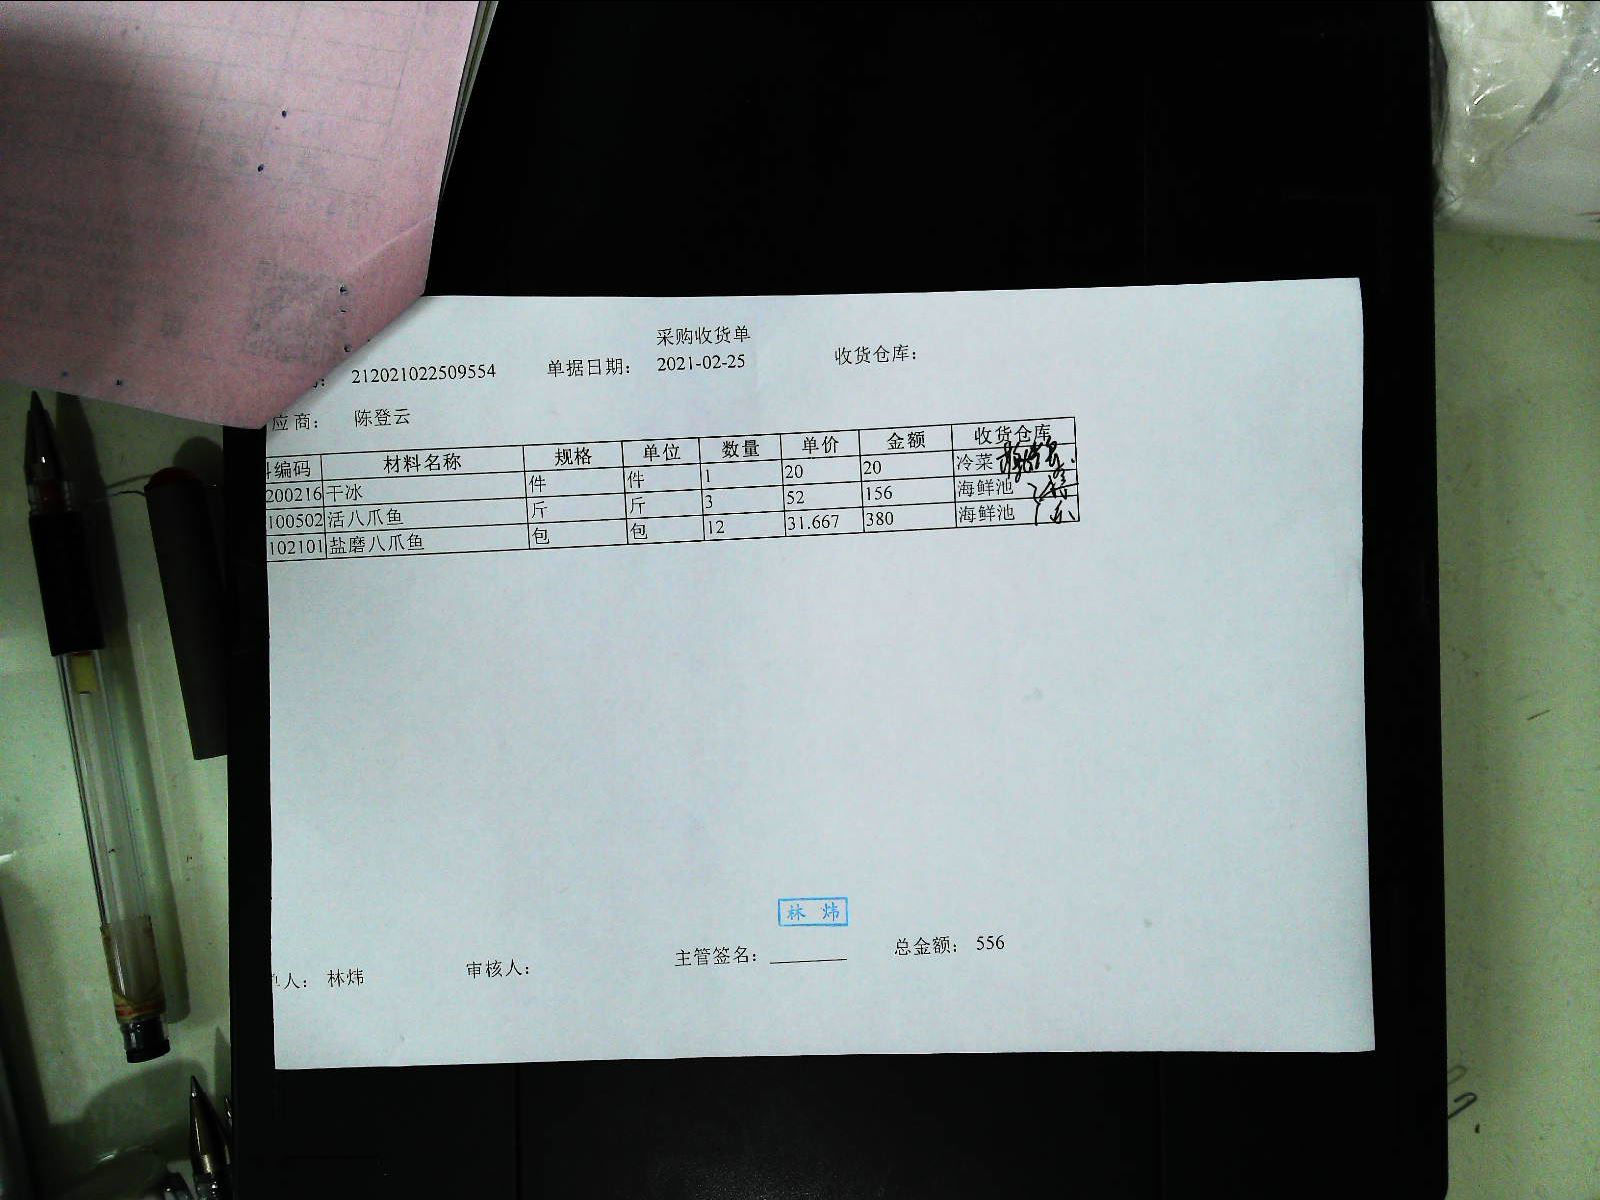 采购收货单
212021022509554 单据日期: 2021-02-25 收货仓库:
应商: 陈登云
编码 材料名称 规格 单位 数量 单价 金额 收货仓库
200216 干冰 件 件 1 20 20 冷菜
100502 活八爪鱼 斤 斤 3 52 156 海鲜池
102101 盐磨八爪鱼 包 包 12 31.667 380 海鲜池
林 炜
人: 林炜 审核人: 主管签名: 总金额: 556